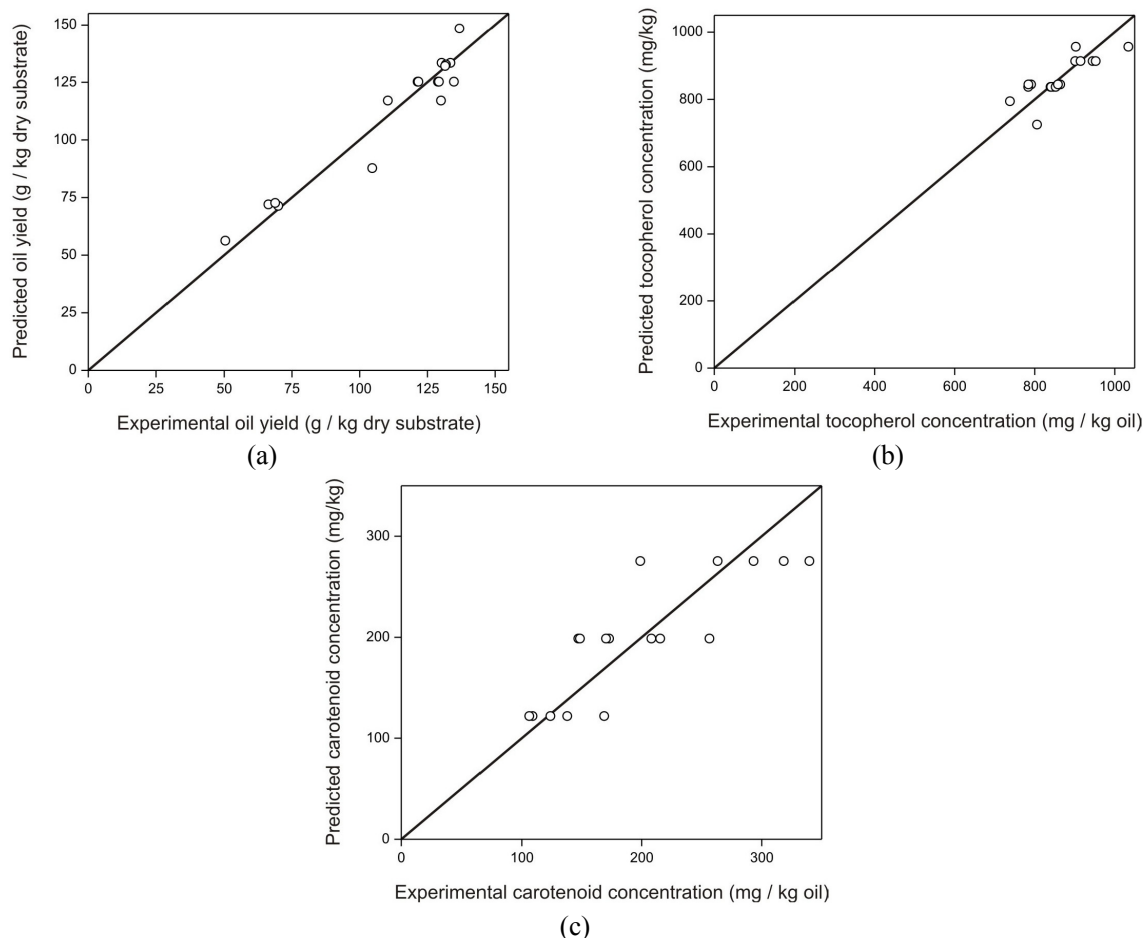 Predicted oil yield (g / kg dry substrate)
150
125
100
75
50
25
0
0 25 50 75 100 125 150
Experimental oil yield (g / kg dry substrate)
(a)
Predicted tocopherol concentration (mg/kg)
1000
800
600
400
200
0
0 200 400 600 800 1000
Experimental tocopherol concentration (mg / kg oil)
(b)
Predicted carotenoid concentration (mg/kg)
300
200
100
0
0 100 200 300
Experimental carotenoid concentration (mg / kg oil)
(c)